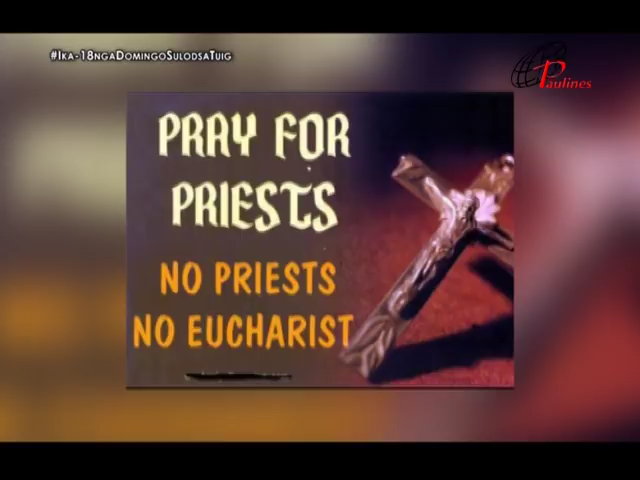 #Ika-18ngaDomingoSulodsaTuig
Paulines
PRAY FOR
PRIESTS
NO PRIESTS
NO EUCHARIST